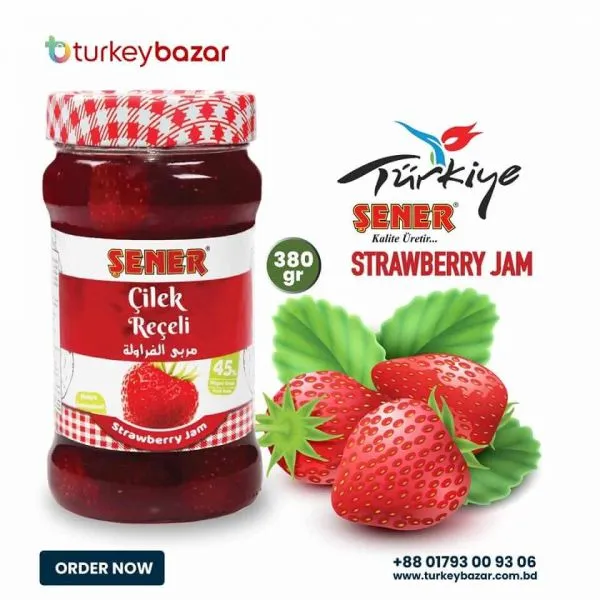 turkeybazar
Türkiye
ŞENER®
Kalite Üretir...
STRAWBERRY JAM
380
gr
ŞENER®
Çilek
Reçeli
مربى الفراولة
45
Strawberry Jam
ORDER NOW
+88 01793 00 93 06
www.turkeybazar.com.bd